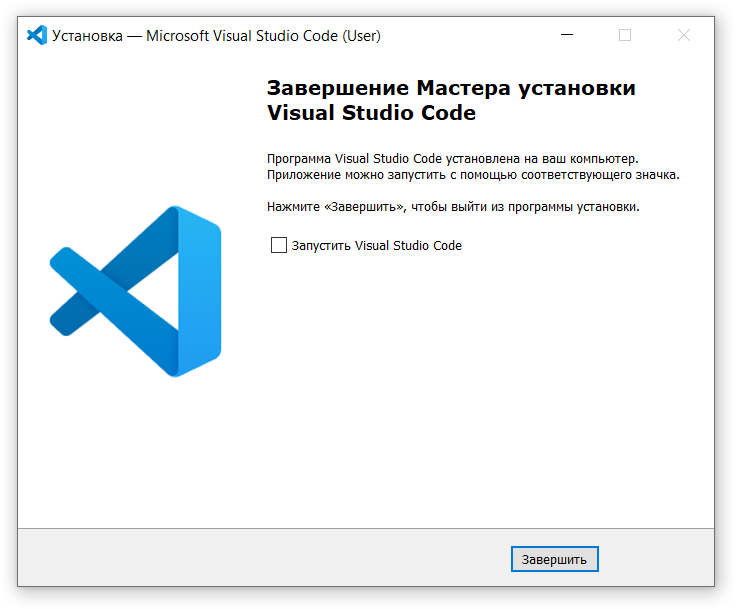 Установка — Microsoft Visual Studio Code (User)
Завершение Мастера установки
Visual Studio Code
Программа Visual Studio Code установлена на ваш компьютер.
Приложение можно запустить с помощью соответствующего значка.
Нажмите «Завершить», чтобы выйти из программы установки.
Запустить Visual Studio Code
Завершить